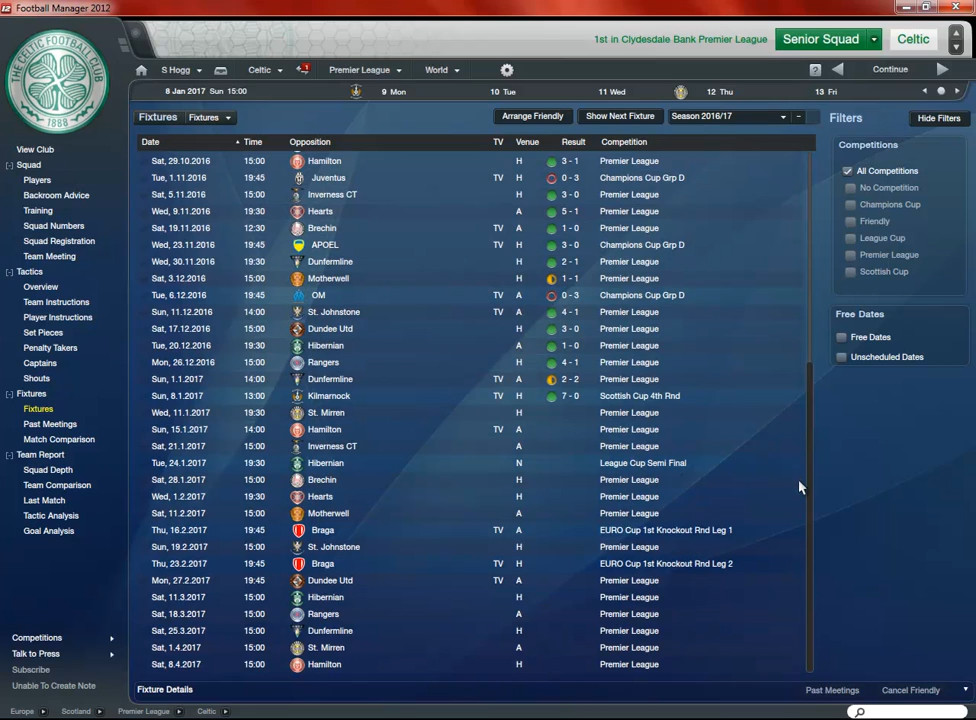 Football Manager 2012
1st in Clydesdale Bank Premier League
Senior Squad
Celtic
S Hogg
Celtic
1
Premier League
World
?
Continue
8 Jan 2017 Sun 15:00
9 Mon
10 Tue
11 Wed
12 Thu
13 Fri
THE CELTIC FOOTBALL CLUB
1888
View Club
Squad
Players
Backroom Advice
Training
Squad Numbers
Squad Registration
Team Meeting
Tactics
Overview
Team Instructions
Player Instructions
Set Pieces
Penalty Takers
Captains
Shouts
Fixtures
Fixtures
Past Meetings
Match Comparison
Team Report
Squad Depth
Team Comparison
Last Match
Tactic Analysis
Goal Analysis
Competitions
Talk to Press
Subscribe
Unable To Create Note
Fixtures Fixtures
Arrange Friendly
Show Next Fixture
Season 2016/17
Date Time Opposition TV Venue Result Competition
Sat, 29.10.2016 15:00 Hamilton H 3 - 1 Premier League
Tue, 1.11.2016 19:45 Juventus TV H 0 - 3 Champions Cup Grp D
Sat, 5.11.2016 15:00 Inverness CT H 3 - 0 Premier League
Wed, 9.11.2016 19:30 Hearts A 5 - 1 Premier League
Sat, 19.11.2016 12:30 Brechin TV A 1 - 0 Premier League
Wed, 23.11.2016 19:45 APOEL TV H 3 - 0 Champions Cup Grp D
Wed, 30.11.2016 19:30 Dunfermline H 2 - 1 Premier League
Sat, 3.12.2016 15:00 Motherwell H 1 - 1 Premier League
Tue, 6.12.2016 19:45 OM TV A 0 - 3 Champions Cup Grp D
Sun, 11.12.2016 14:00 St. Johnstone TV A 4 - 1 Premier League
Sat, 17.12.2016 15:00 Dundee Utd H 3 - 0 Premier League
Tue, 20.12.2016 19:30 Hibernian A 1 - 0 Premier League
Mon, 26.12.2016 15:00 Rangers H 4 - 1 Premier League
Sun, 1.1.2017 14:00 Dunfermline TV A 2 - 2 Premier League
Sun, 8.1.2017 13:00 Kilmarnock TV H 7 - 0 Scottish Cup 4th Rnd
Wed, 11.1.2017 19:30 St. Mirren H Premier League
Sun, 15.1.2017 14:00 Hamilton TV A Premier League
Sat, 21.1.2017 15:00 Inverness CT A Premier League
Tue, 24.1.2017 19:30 Hibernian N League Cup Semi Final
Sat, 28.1.2017 15:00 Brechin H Premier League
Wed, 1.2.2017 19:30 Hearts H Premier League
Sat, 11.2.2017 15:00 Motherwell A Premier League
Thu, 16.2.2017 19:45 Braga TV A EURO Cup 1st Knockout Rnd Leg 1
Sun, 19.2.2017 15:00 St. Johnstone H Premier League
Thu, 23.2.2017 19:45 Braga TV H EURO Cup 1st Knockout Rnd Leg 2
Mon, 27.2.2017 19:45 Dundee Utd TV A Premier League
Sat, 11.3.2017 15:00 Hibernian H Premier League
Sat, 18.3.2017 15:00 Rangers A Premier League
Sat, 25.3.2017 15:00 Dunfermline H Premier League
Sat, 1.4.2017 15:00 St. Mirren A Premier League
Sat, 8.4.2017 15:00 Hamilton H Premier League
Fixture Details
Past Meetings
Cancel Friendly
Filters
Hide Filters
Competitions
All Competitions
No Competition
Champions Cup
Friendly
League Cup
Premier League
Scottish Cup
Free Dates
Free Dates
Unscheduled Dates
Europe
Scotland
Premier League
Celtic